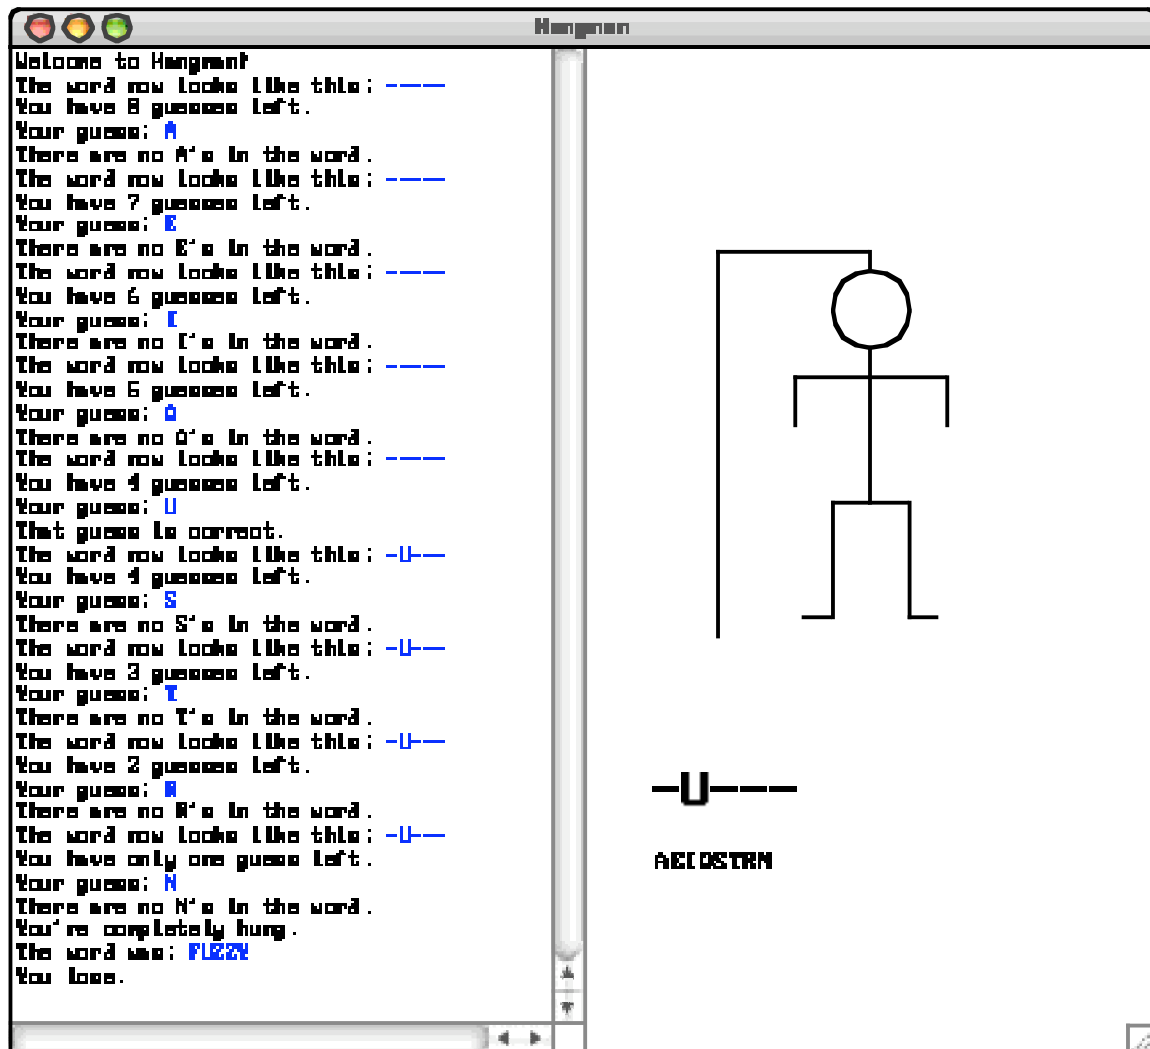 Hangman
Welcome to Hangman!
The word now looks like this: -----
You have 8 guesses left.
Your guess: A
There are no A's in the word.
The word now looks like this: -----
You have 7 guesses left.
Your guess: E
There are no E's in the word.
The word now looks like this: -----
You have 6 guesses left.
Your guess: I
There are no I's in the word.
The word now looks like this: -----
You have 5 guesses left.
Your guess: O
There are no O's in the word.
The word now looks like this: -----
You have 4 guesses left.
Your guess: U
That guess is correct.
The word now looks like this: -U---
You have 4 guesses left.
Your guess: S
There are no S's in the word.
The word now looks like this: -U---
You have 3 guesses left.
Your guess: T
There are no T's in the word.
The word now looks like this: -U---
You have 2 guesses left.
Your guess: R
There are no R's in the word.
The word now looks like this: -U---
You have only one guess left.
Your guess: N
There are no N's in the word.
You're completely hung.
The word was: FUZZY
You lose.
-U---
AEIOSTRN